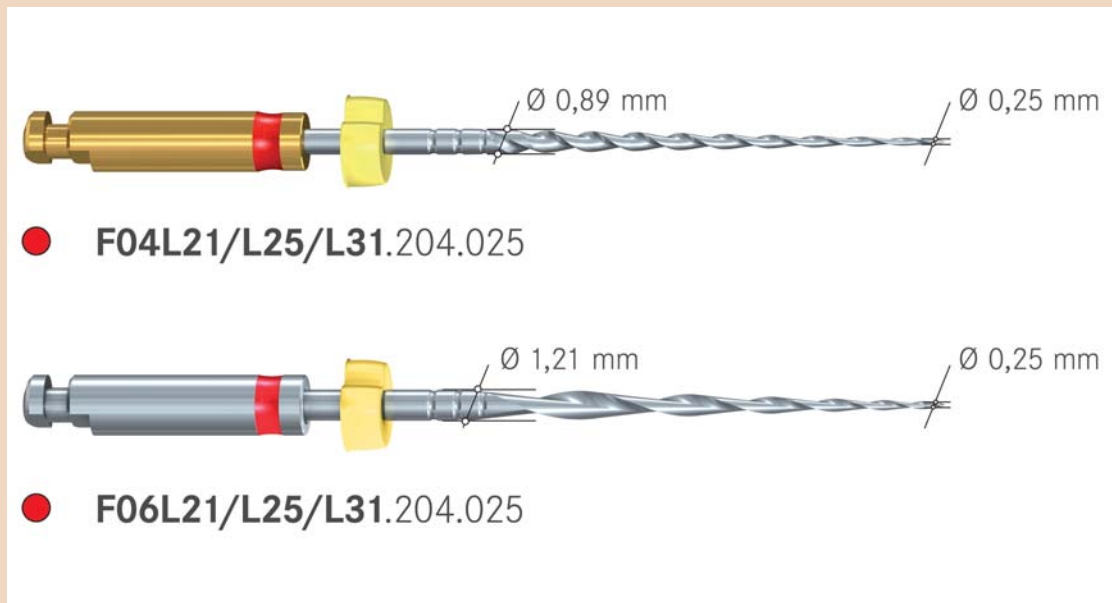 Ø 0,89 mm
Ø 0,25 mm
F04L21/L25/L31.204.025
Ø 1,21 mm
Ø 0,25 mm
F06L21/L25/L31.204.025